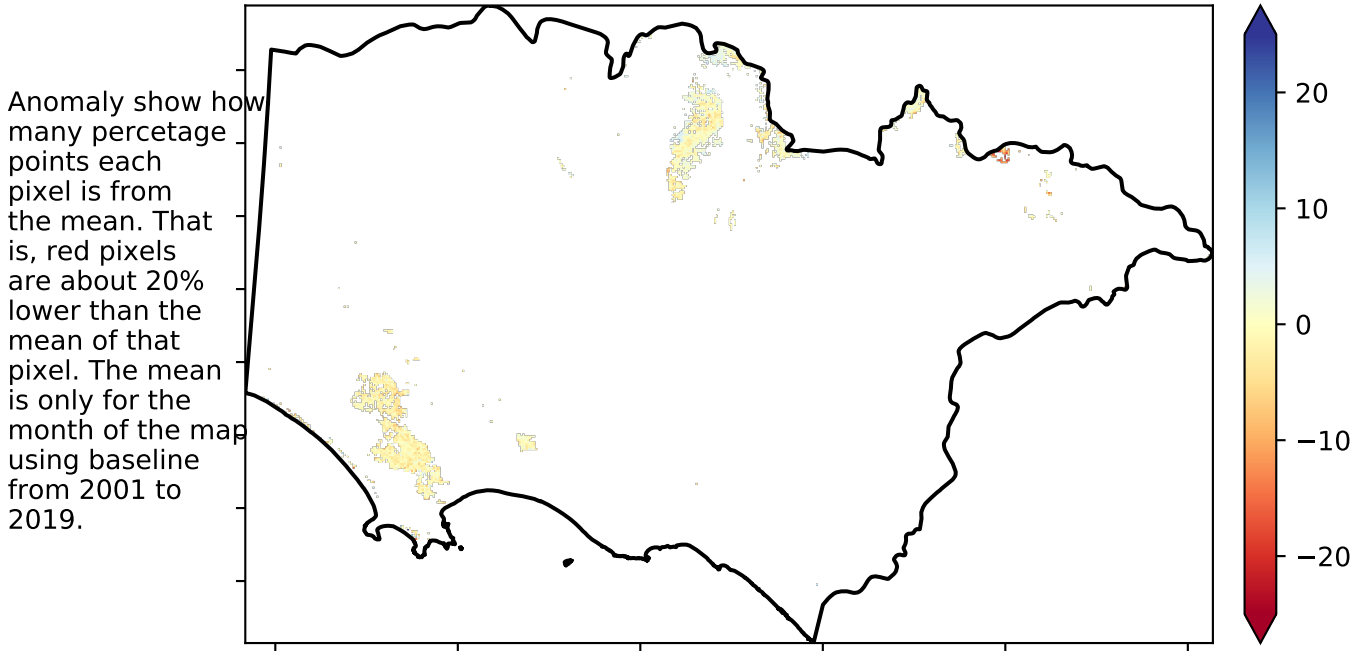 Anomaly show how
many percetage
points each
pixel is from
the mean. That
is, red pixels
are about 20%
lower than the
mean of that
pixel. The mean
is only for the
month of the map
using baseline
from 2001 to
2019.
20
10
0
−10
−20